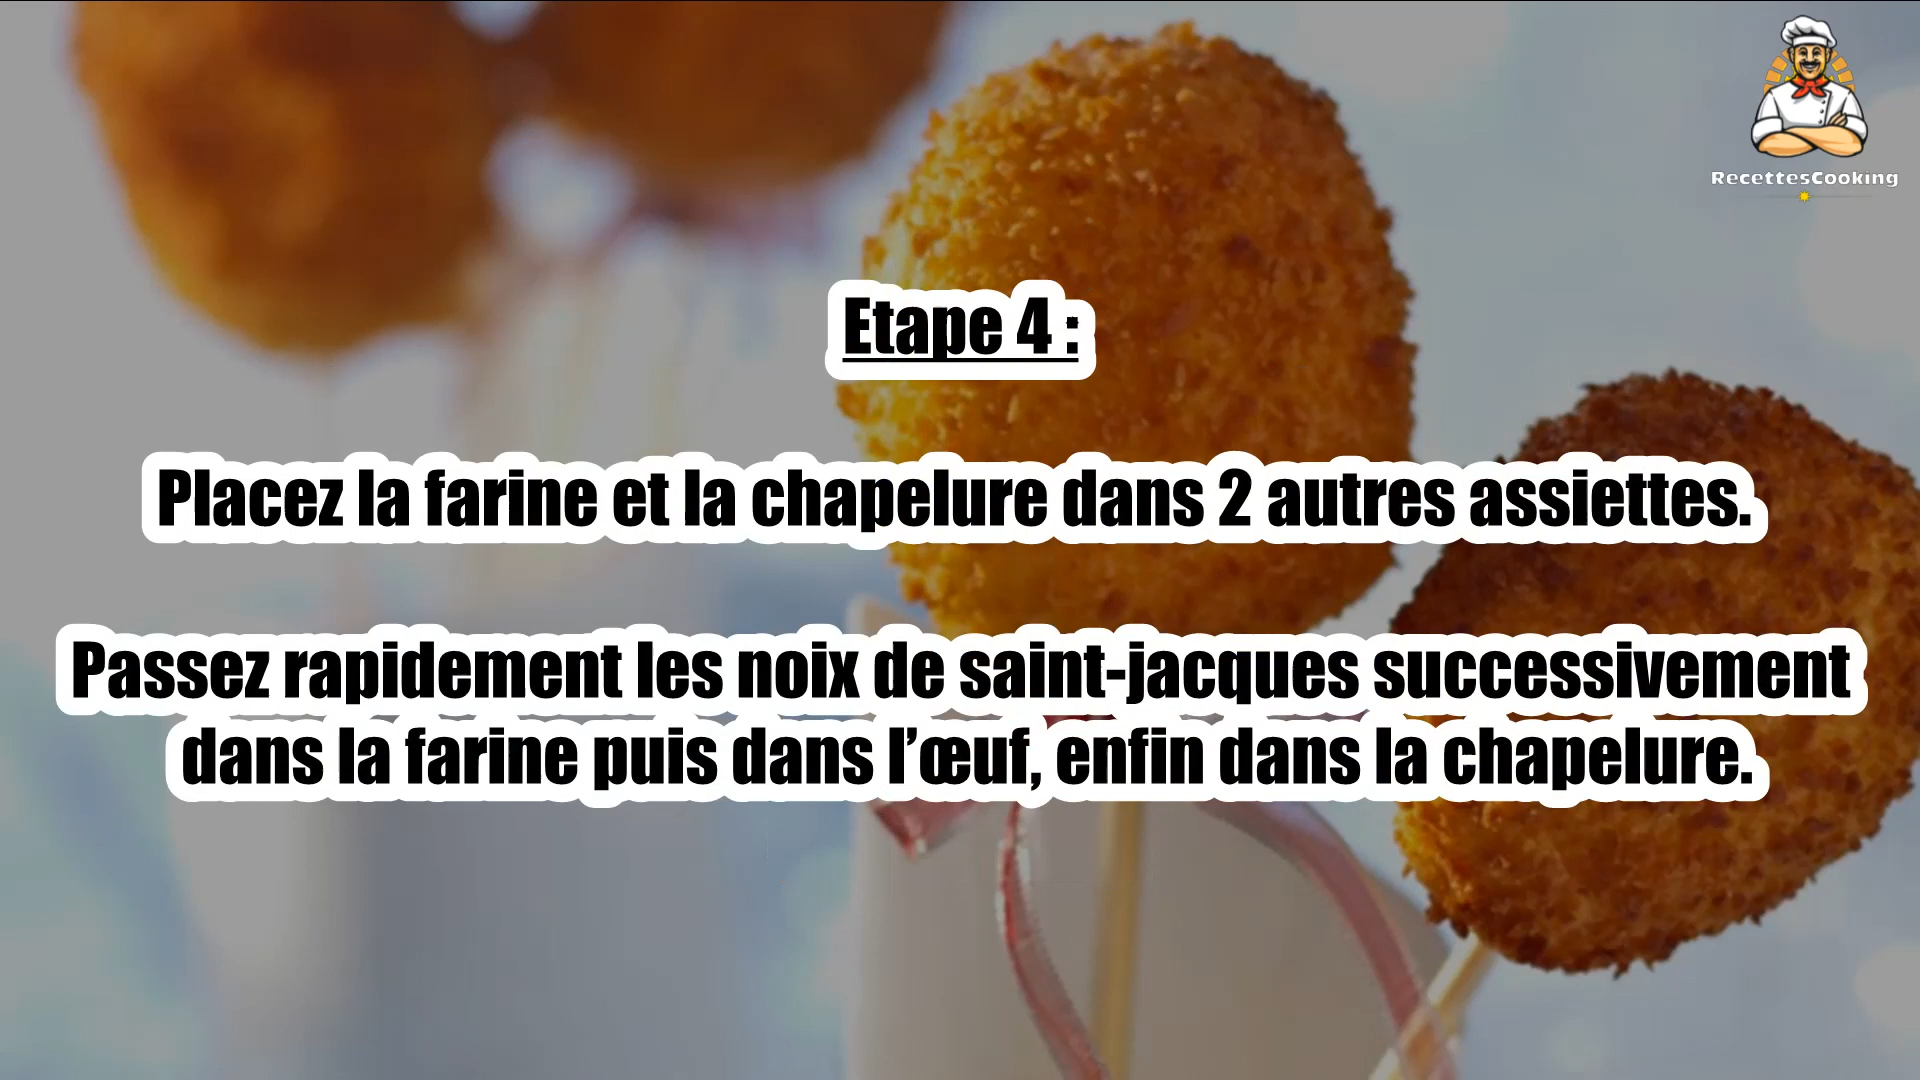 RecettesCooking
Etape 4 :
Placez la farine et la chapelure dans 2 autres assiettes.
Passez rapidement les noix de saint-jacques successivement
dans la farine puis dans l’œuf, enfin dans la chapelure.